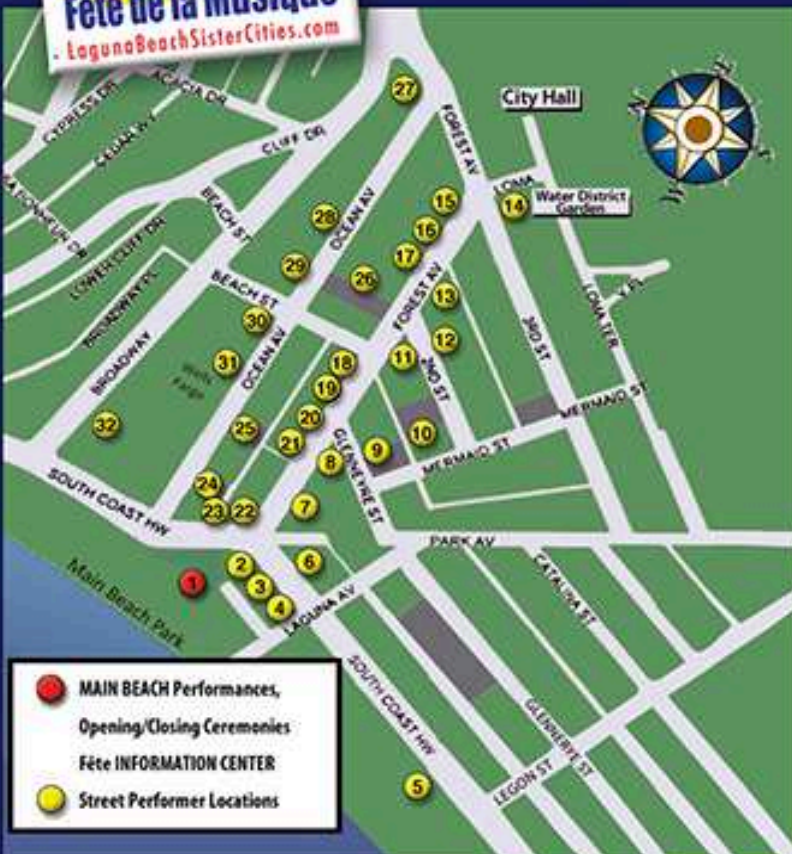 Fête de la Musique
- LagunaBeachSisterCities.com
27
FOREST AV
City Hall
N
E
S
W
ACACIA DR
CYPRESS DR
CEDAR WY
CLIFF DR
BEACH ST
LOWER CLIFF DR
BROADWAY PL
BROADWAY
LOMA
14
Water District
Garden
15
16
17
28
OCEAN AV
29
26
BEACH ST
FOREST AV
13
12
11
2ND ST
3RD ST
LOMA TER
Y PL
30
31
Wells
Fargo
OCEAN AV
18
19
20
21
25
32
MERMAID ST
10
9
8
MERMAID ST
GLENNEYRE ST
24
23
22
7
SOUTH COAST HW
PARK AV
1
2
3
4
6
LAGUNA AV
CATALINA ST
Main Beach Park
SOUTH COAST HW
GLENNERYE ST
LEGON ST
5
MAIN BEACH Performances,
Opening/Closing Ceremonies
Fête INFORMATION CENTER
Street Performer Locations